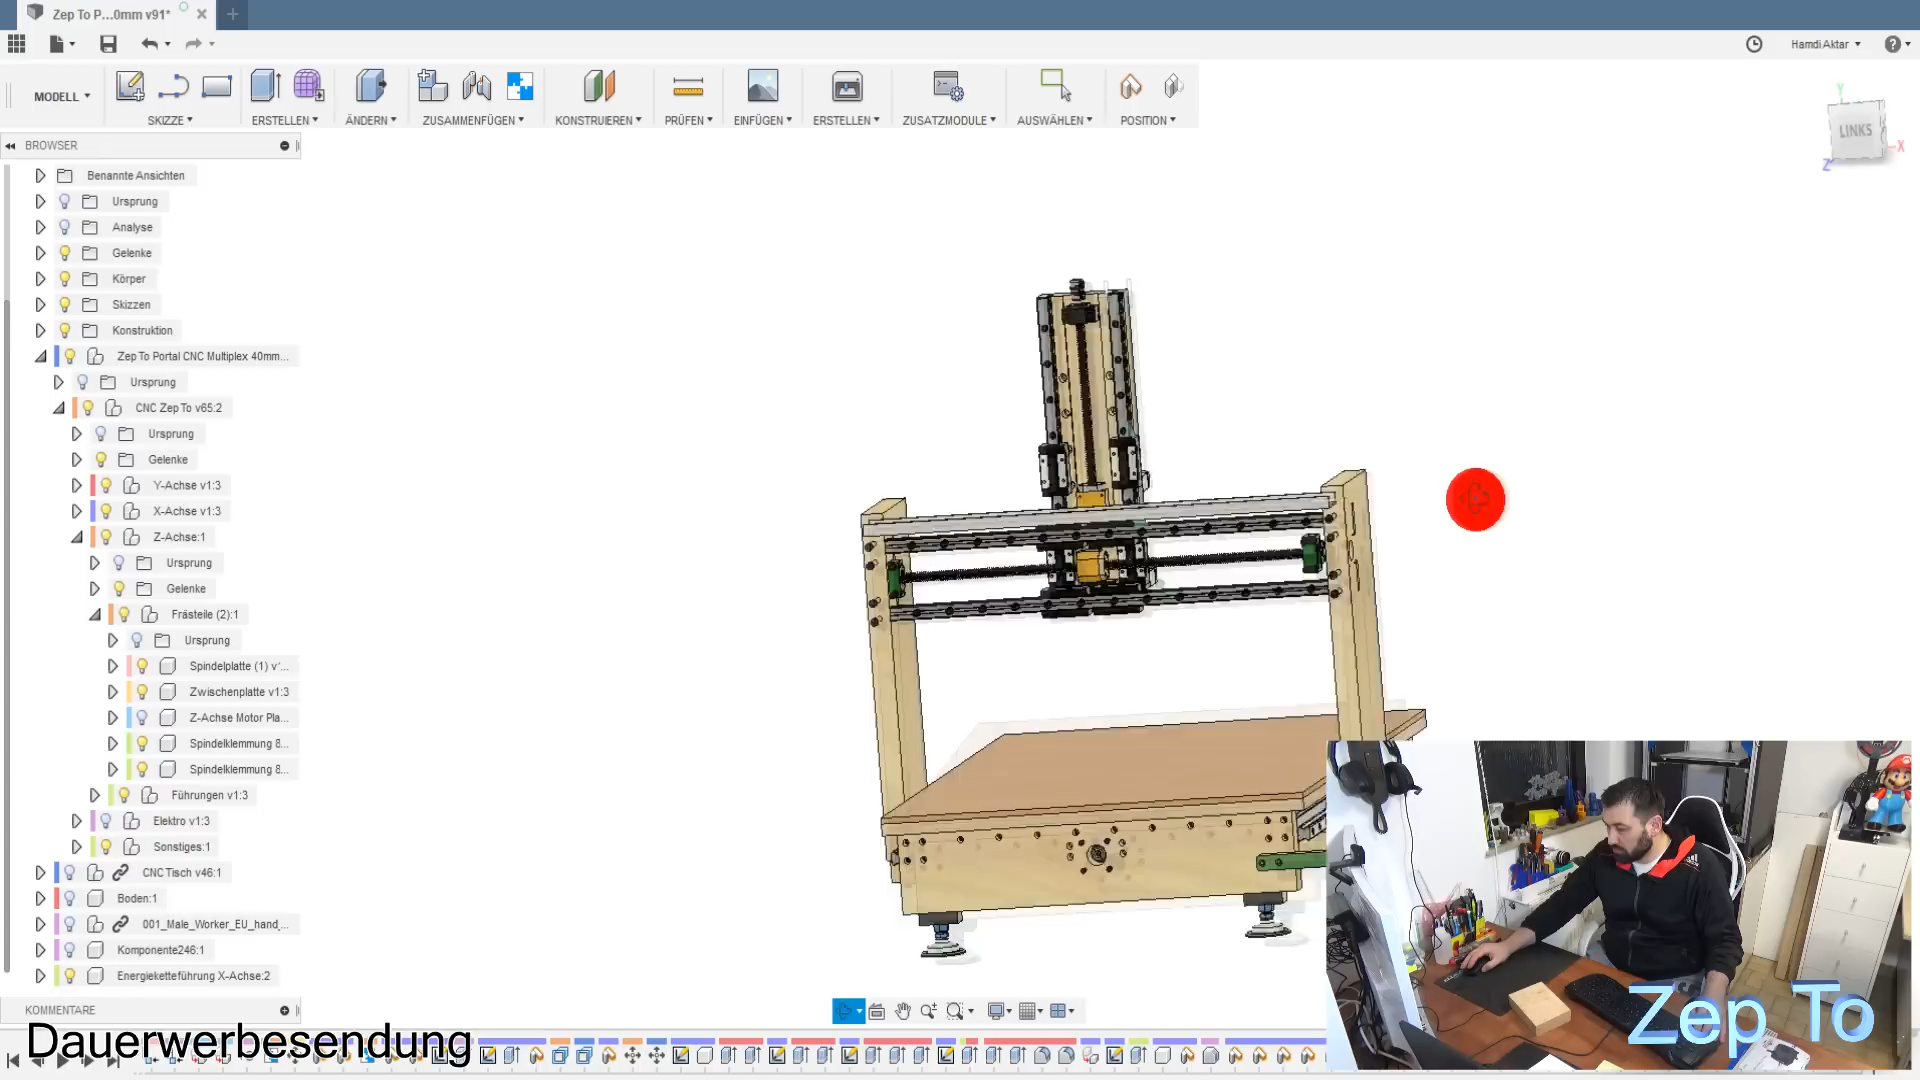 Zep To P...0mm v91*
Hamdi Aktar
MODELL
SKIZZE
ERSTELLEN
ÄNDERN
ZUSAMMENFÜGEN
KONSTRUIEREN
PRÜFEN
EINFÜGEN
ERSTELLEN
ZUSATZMODULE
AUSWÄHLEN
POSITION
Y
LINKS
X
Z
BROWSER
Benannte Ansichten
Ursprung
Analyse
Gelenke
Körper
Skizzen
Konstruktion
Zep To Portal CNC Multiplex 40mm...
Ursprung
CNC Zep To v65:2
Ursprung
Gelenke
Y-Achse v1:3
X-Achse v1:3
Z-Achse:1
Ursprung
Gelenke
Frästeile (2):1
Ursprung
Spindelplatte (1) v...
Zwischenplatte v1:3
Z-Achse Motor Pla...
Spindelklemmung 8...
Spindelklemmung 8...
Führungen v1:3
Elektro v1:3
Sonstiges:1
CNC Tisch v46:1
Boden:1
001_Male_Worker_EU_hand_...
Komponente246:1
Energieketteführung X-Achse:2
KOMMENTARE
Dauerwerbesendung
Zep To